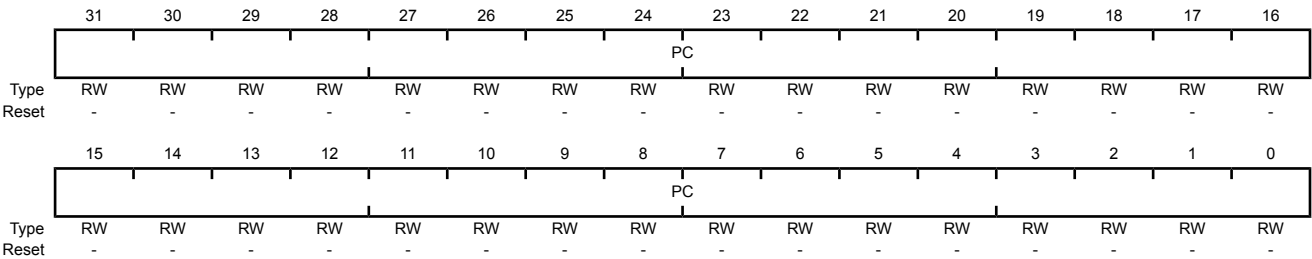 31 30 29 28 27 26 25 24 23 22 21 20 19 18 17 16
PC
Type RW RW RW RW RW RW RW RW RW RW RW RW RW RW RW RW
Reset - - - - - - - - - - - - - - - -
15 14 13 12 11 10 9 8 7 6 5 4 3 2 1 0
PC
Type RW RW RW RW RW RW RW RW RW RW RW RW RW RW RW RW
Reset - - - - - - - - - - - - - - - -